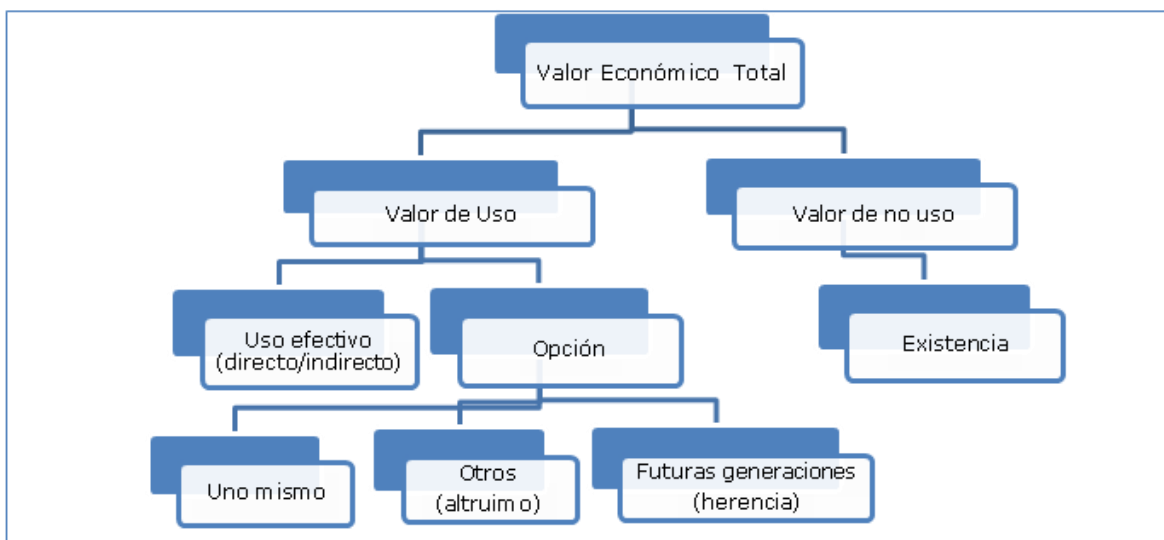 Valor Económico Total
Valor de Uso
Valor de no uso
Uso efectivo
(directo/indirecto)
Opción
Existencia
Uno mismo
Otros
(altruimo)
Futuras generaciones
(herencia)